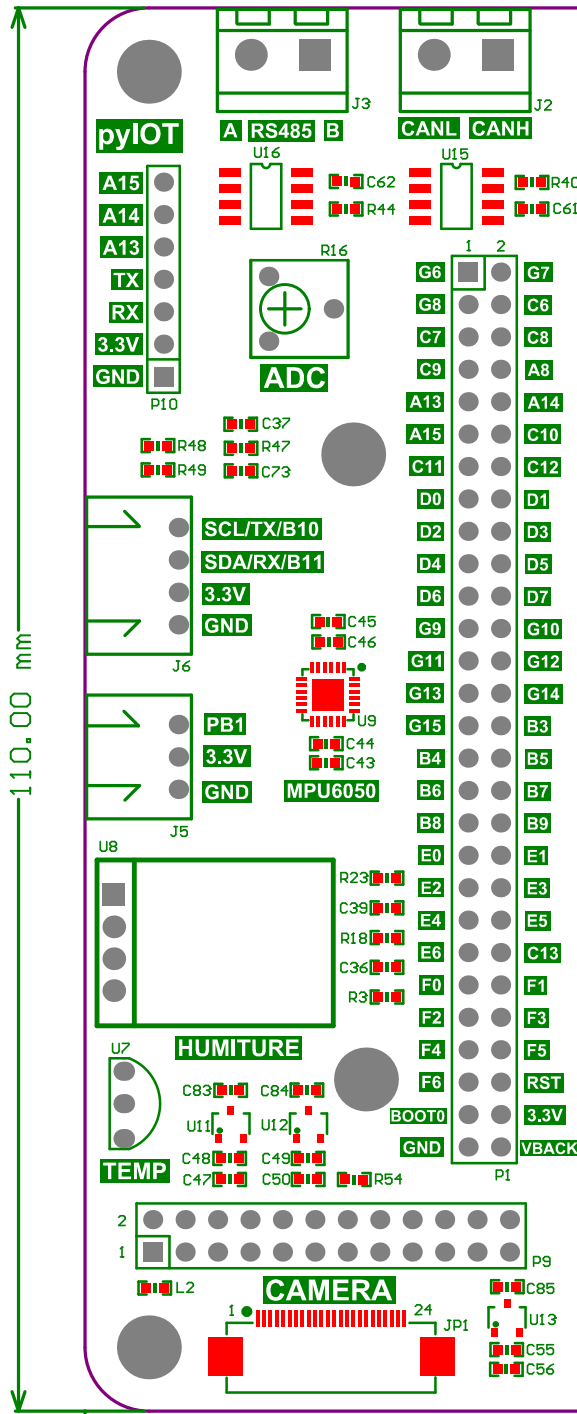 J3
J2
pyIOT
A RS485 B
CANL CANH
U16
U15
A15
C62
R40
A14
R44
C61
A13
TX
RX
3.3V
GND
P10
R16
ADC
1 2
G6 G7
G8 C6
C7 C8
C9 A8
A13 A14
A15 C10
C11 C12
D0 D1
D2 D3
D4 D5
D6 D7
G9 G10
G11 G12
G13 G14
G15 B3
B4 B5
B6 B7
B8 B9
E0 E1
E2 E3
E4 E5
E6 C13
F0 F1
F2 F3
F4 F5
F6 RST
BOOT0 3.3V
GND VBACK
P1
C37
R48
R47
R49
C73
SCL/TX/B10
SDA/RX/B11
3.3V
GND
J6
C45
C46
U9
C44
C43
MPU6050
110.00 mm
PB1
3.3V
GND
J5
U8
R23
C39
R18
C36
R3
HUMITURE
U7
C83 C84
U11 U12
C48 C49
C47 C50 R54
TEMP
2
1
P9
L2
CAMERA
C85
1 24
JP1
U13
C55
C56